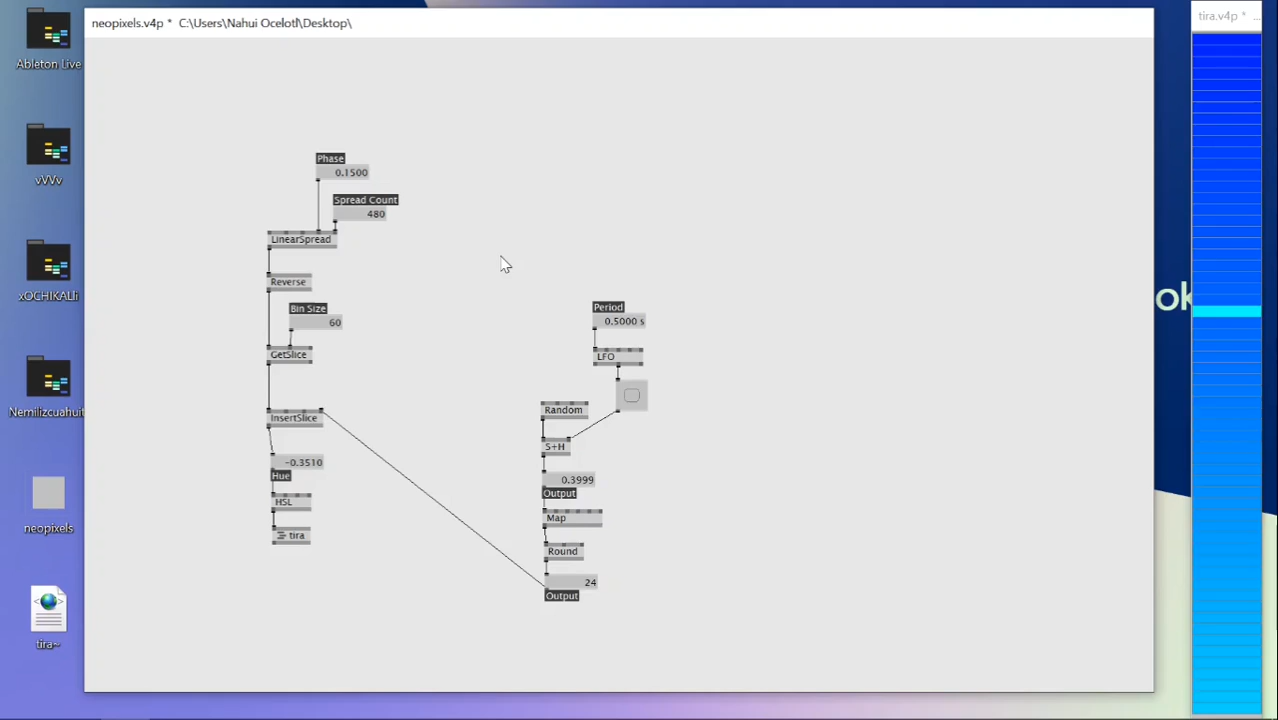 neopixels.v4p * C:\Users\Nahui Ocelotl\Desktop\
tira.v4p * ...
Ableton Live
vVVv
xOCHIKALli
Nemilizcuahuit
neopixels
tira~
Phase
0.1500
Spread Count
480
LinearSpread
Reverse
Bin Size
60
GetSlice
InsertSlice
-0.3510
Hue
HSL
tira
Period
0.5000 s
LFO
Random
S+H
0.3999
Output
Map
Round
24
Output
ok